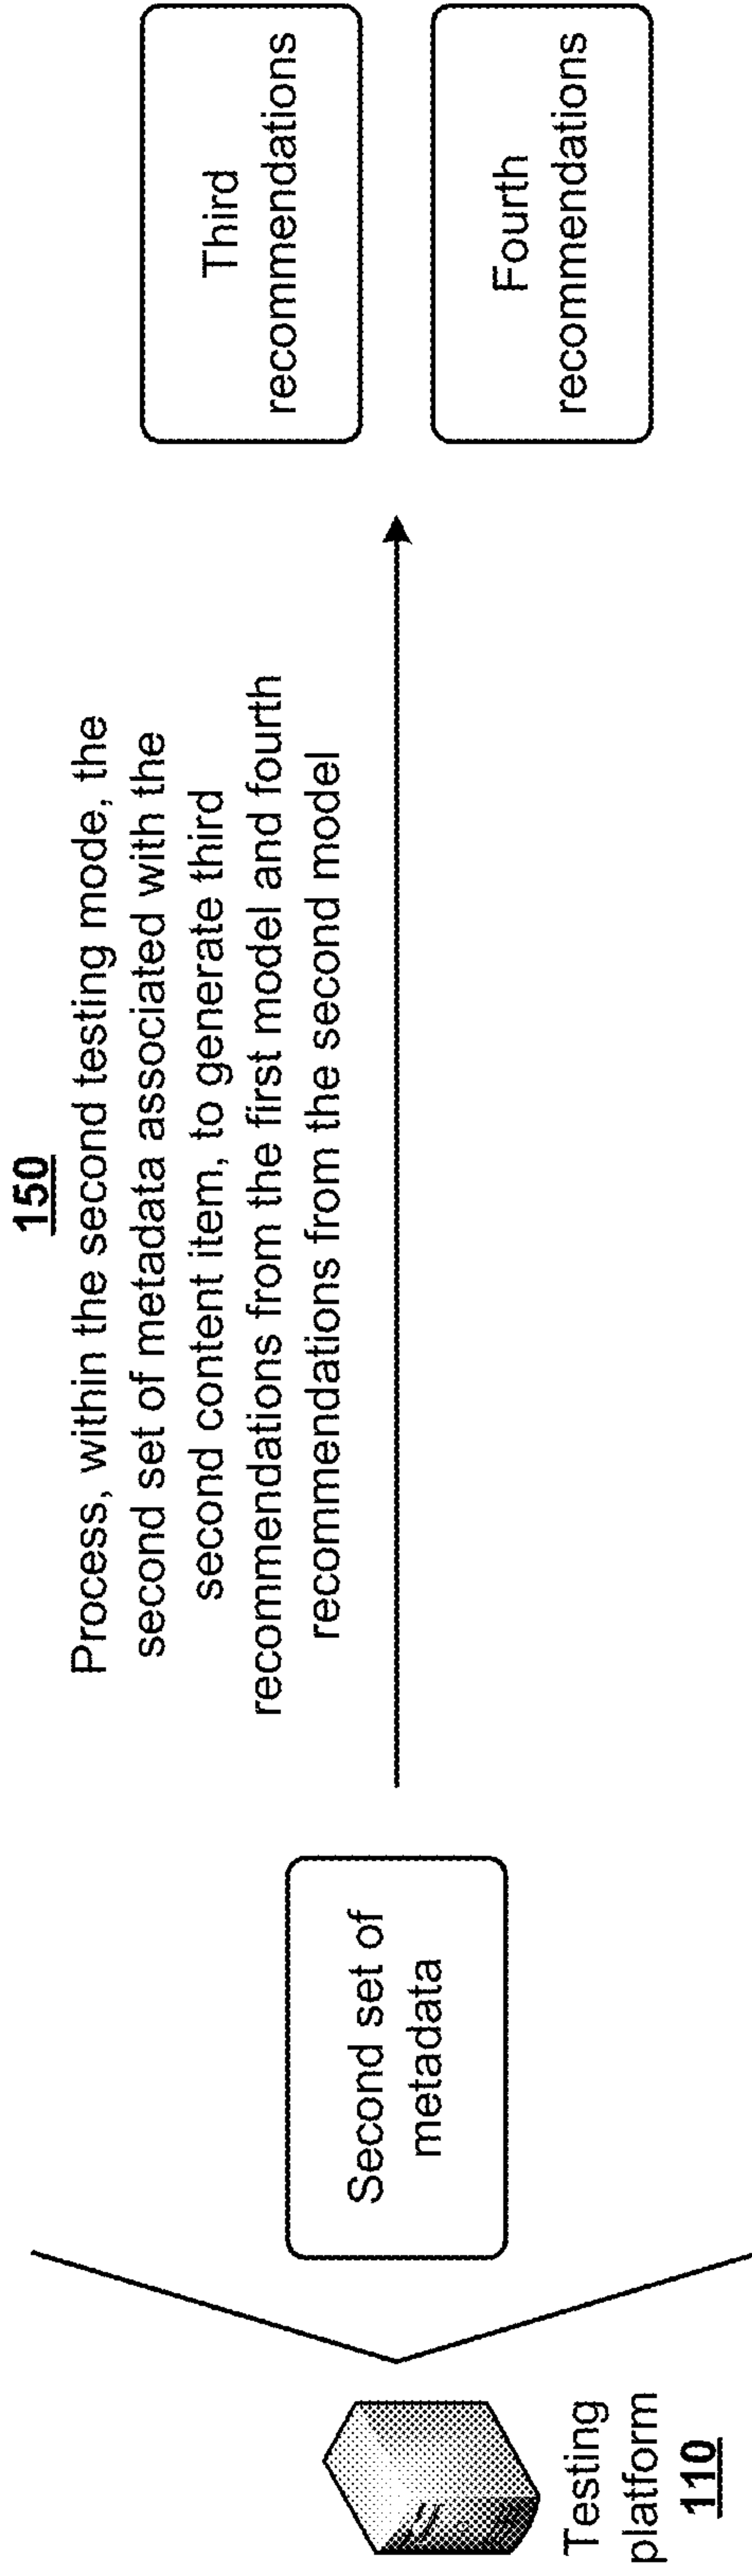 150
Process, within the second testing mode, the
second set of metadata associated with the
second content item, to generate third
recommendations from the first model and fourth
recommendations from the second model
Testing
platform
110
Second set of
metadata
Third
recommendations
Fourth
recommendations